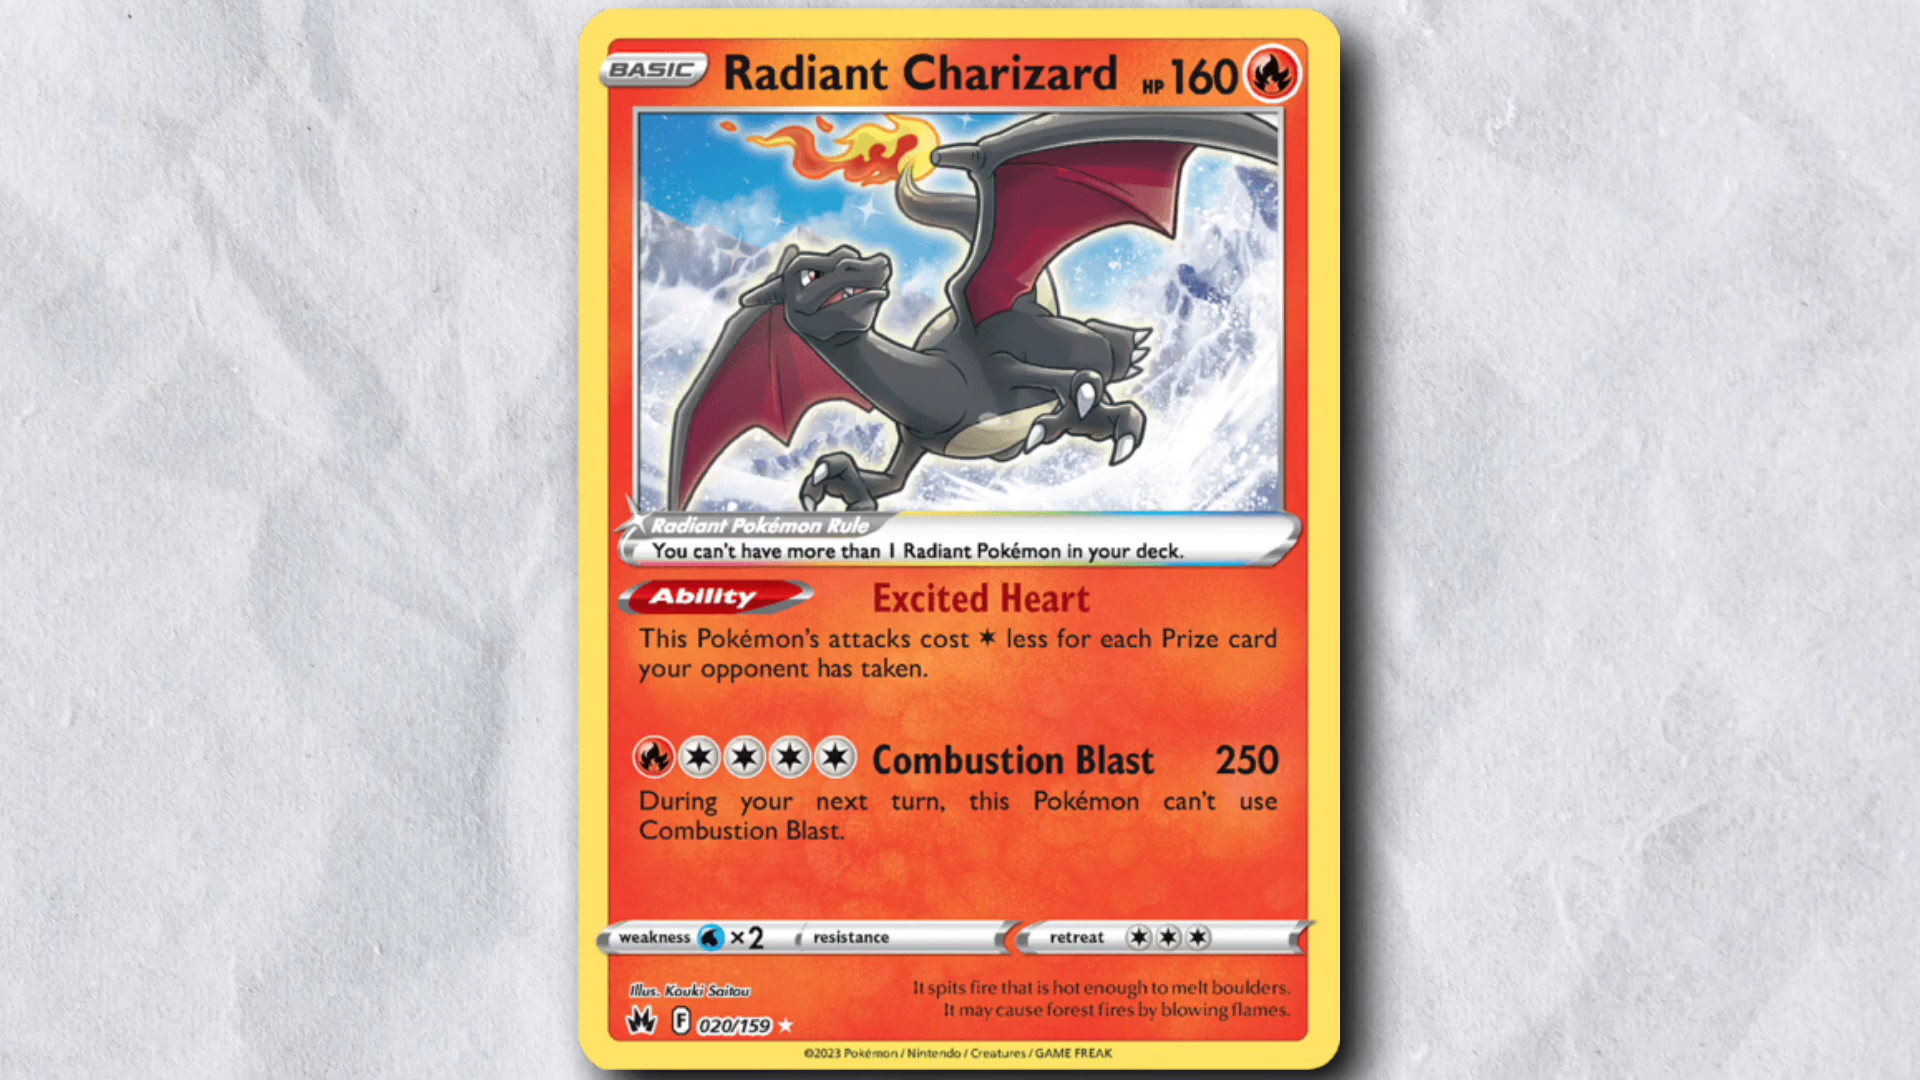 BASIC Radiant Charizard HP 160
Radiant Pokémon Rule
You can't have more than 1 Radiant Pokémon in your deck.
Ability Excited Heart
This Pokémon's attacks cost ✶ less for each Prize card
your opponent has taken.
Combustion Blast 250
During your next turn, this Pokémon can't use
Combustion Blast.
weakness ×2 resistance retreat
Illus. Kouki Saitou
It spits fire that is hot enough to melt boulders.
It may cause forest fires by blowing flames.
F 020/159 ★
©2023 Pokémon / Nintendo / Creatures / GAME FREAK